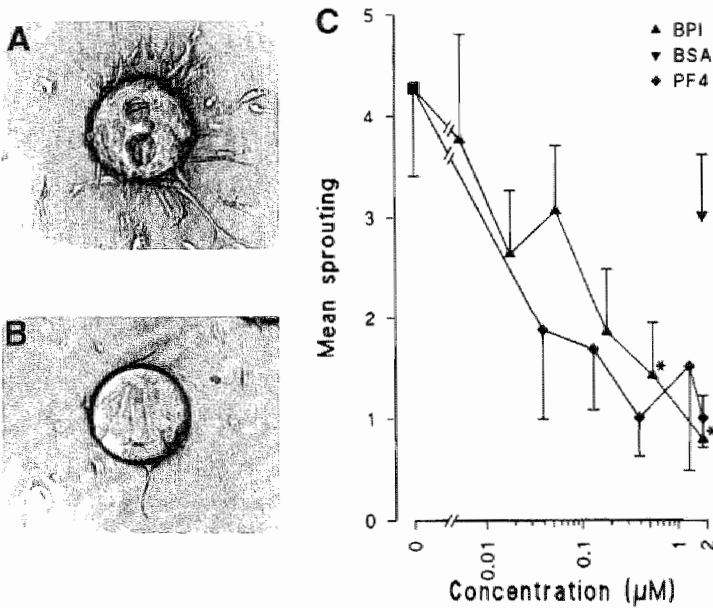 A
B
C
BPI
BSA
PF4
Mean sprouting
5
4
3
2
1
0
*
*
0
0.01
0.1
1
2
Concentration (µM)